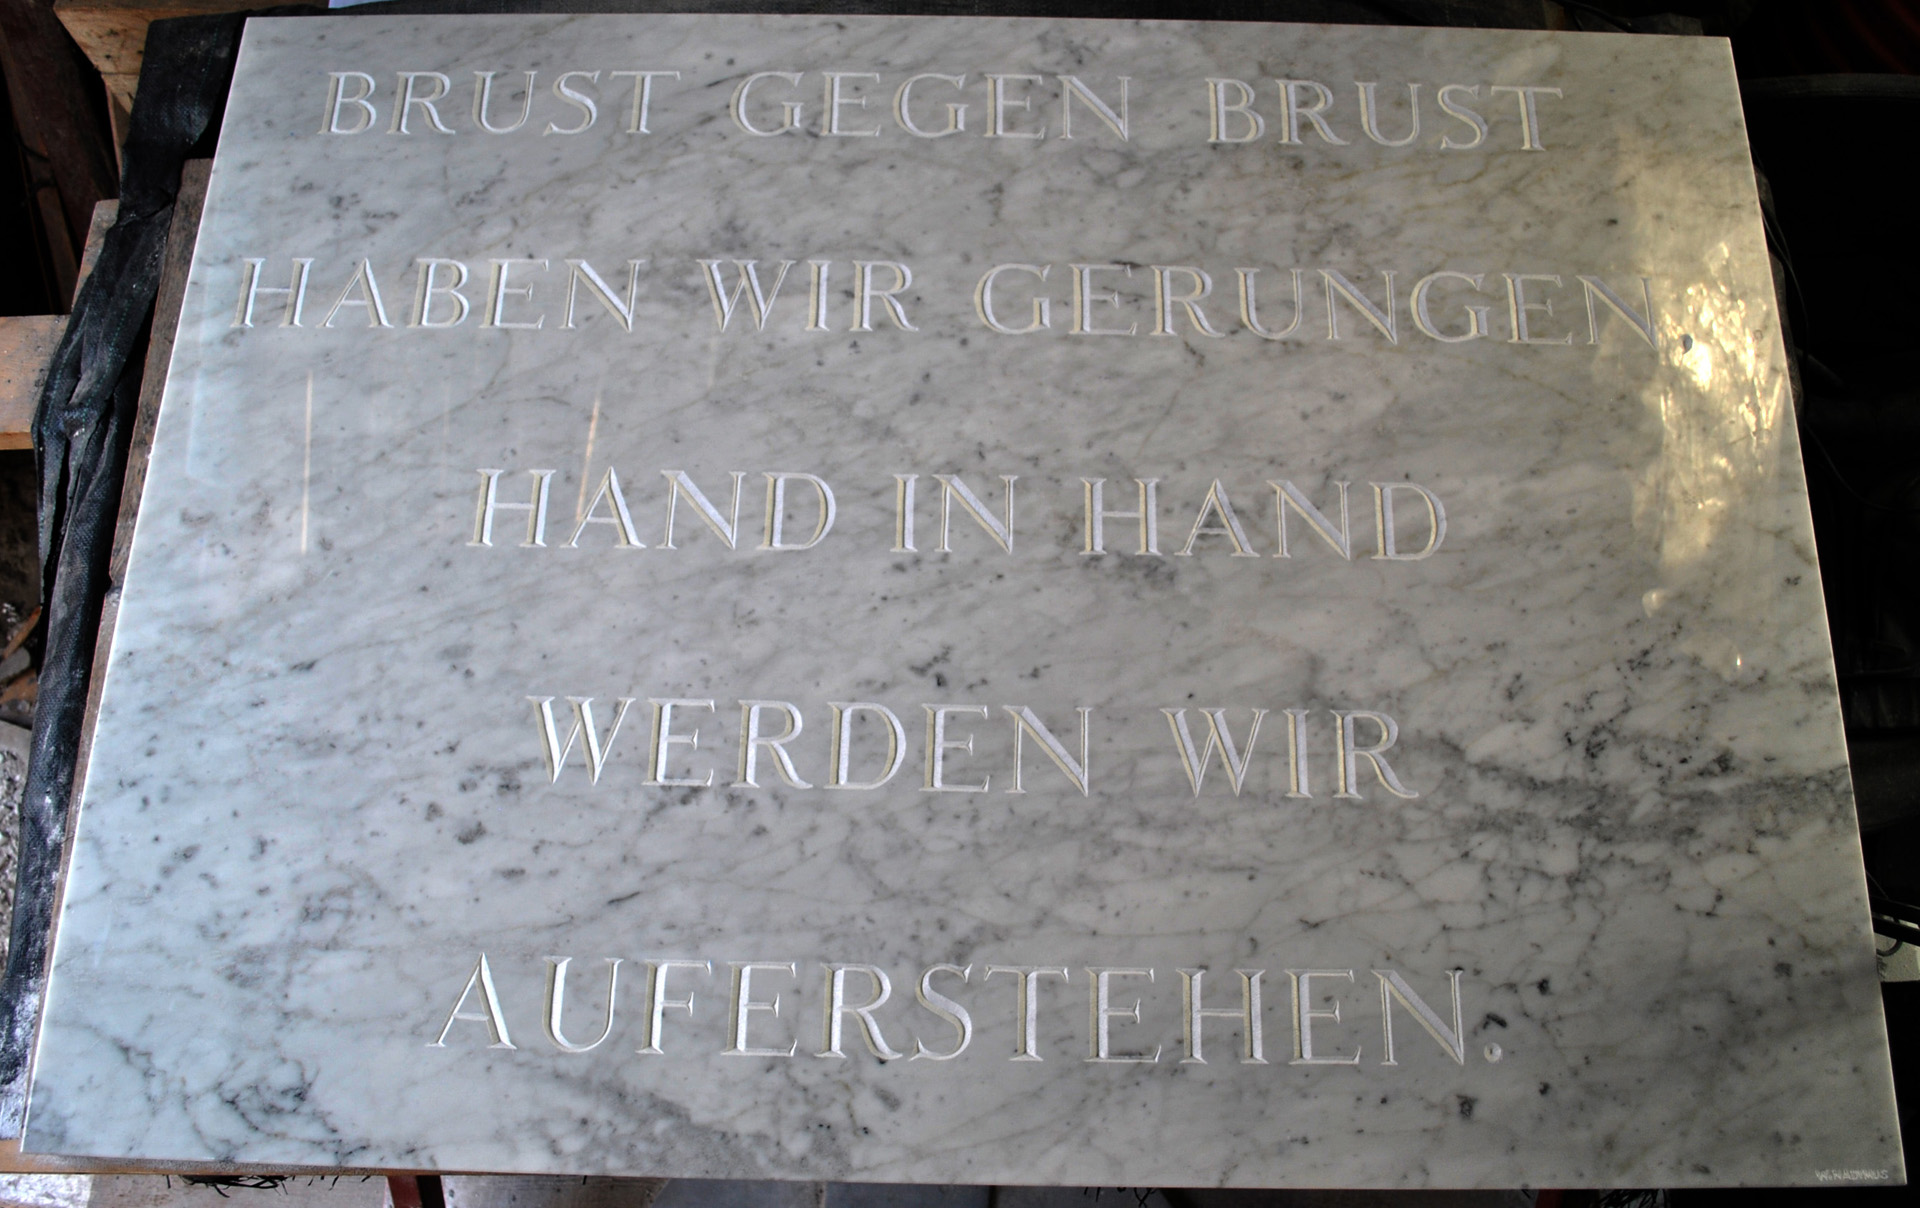 BRUST GEGEN BRUST
HABEN WIR GERUNGEN.
HAND IN HAND
WERDEN WIR
AUFERSTEHEN.